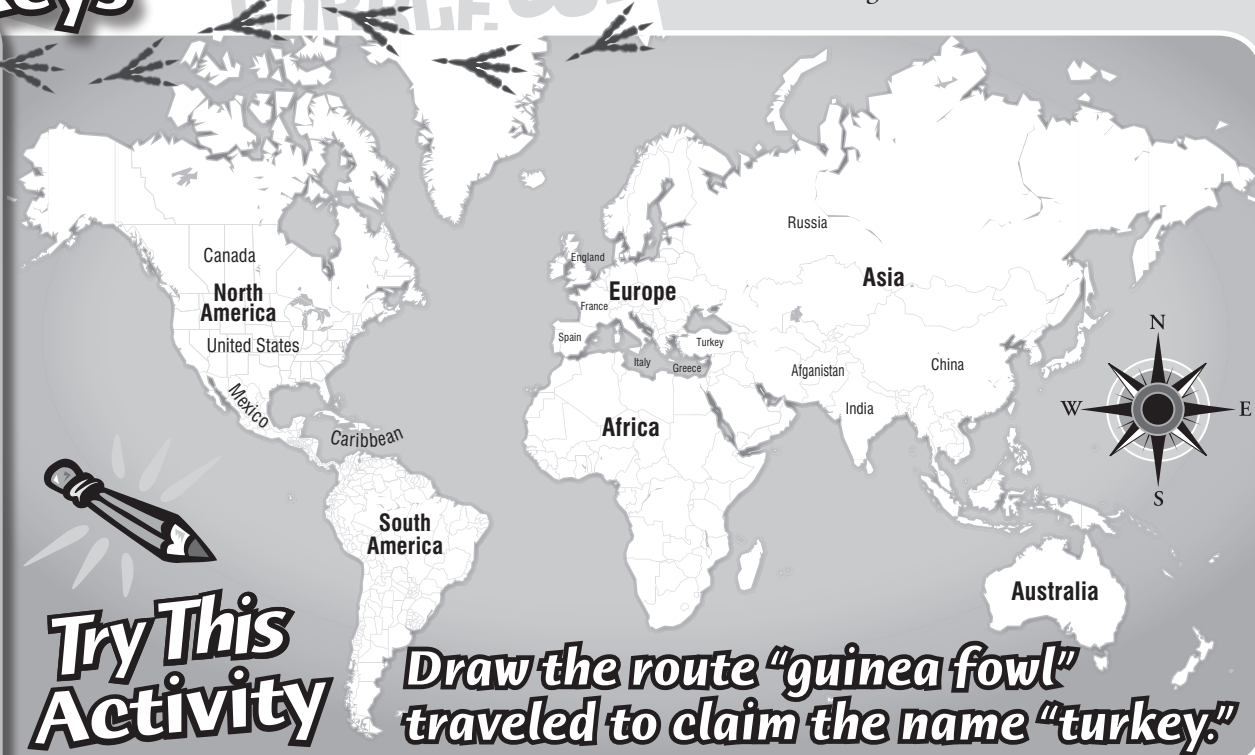 Canada
North
America
United States
Mexico
Caribbean
South
America
England
Europe
France
Spain
Italy
Greece
Turkey
Russia
Asia
Afganistan
China
India
Africa
Australia
N
W
E
S
Try This
Activity
Draw the route “guinea fowl”
traveled to claim the name “turkey.”